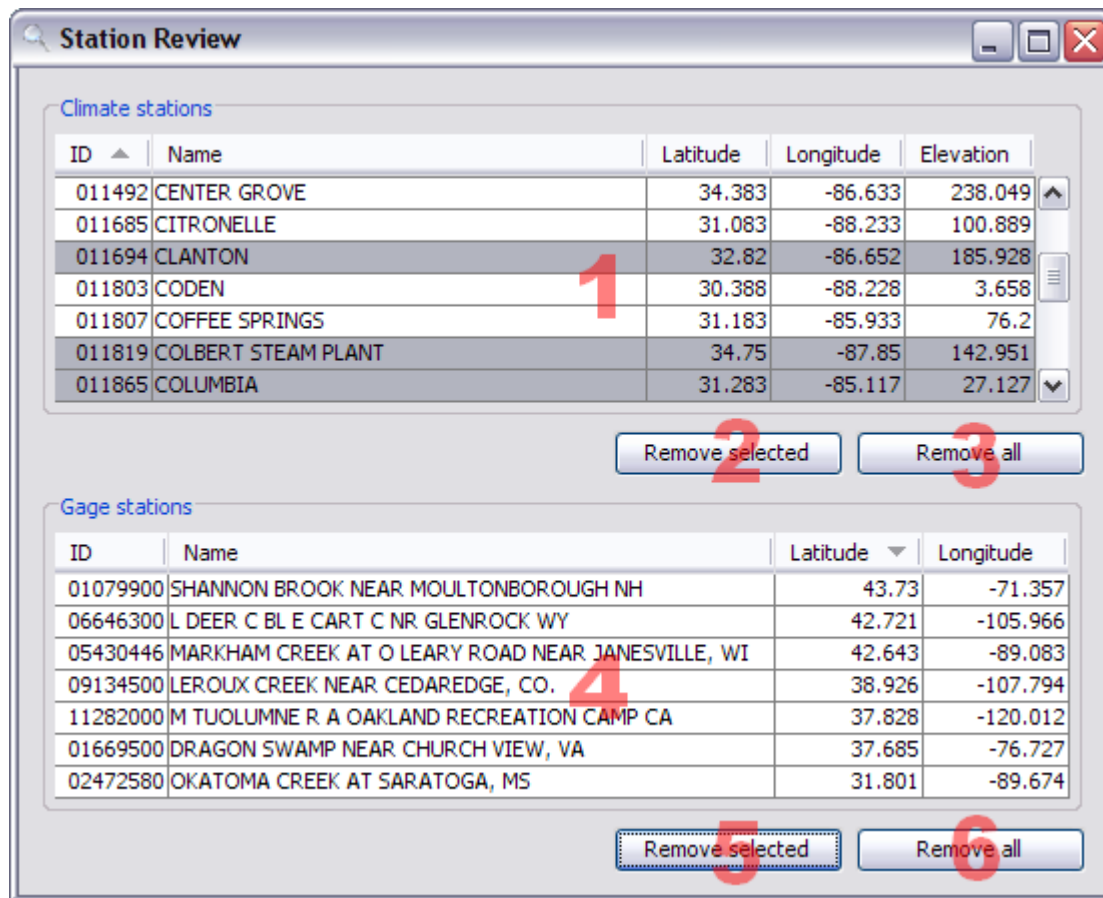 Station Review
Climate stations
ID Name Latitude Longitude Elevation
011492 CENTER GROVE 34.383 -86.633 238.049
011685 CITRONELLE 31.083 -88.233 100.889
011694 CLANTON 32.82 -86.652 185.928
011803 CODEN 30.388 -88.228 3.658
011807 COFFEE SPRINGS 31.183 -85.933 76.2
011819 COLBERT STEAM PLANT 34.75 -87.85 142.951
011865 COLUMBIA 31.283 -85.117 27.127
1
Remove selected Remove all
2 3
Gage stations
ID Name Latitude Longitude
01079900 SHANNON BROOK NEAR MOULTONBOROUGH NH 43.73 -71.357
06646300 L DEER C BL E CART C NR GLENROCK WY 42.721 -105.966
05430446 MARKHAM CREEK AT O LEARY ROAD NEAR JANESVILLE, WI 42.643 -89.083
09134500 LEROUX CREEK NEAR CEDAREDGE, CO. 38.926 -107.794
11282000 M TUOLUMNE R A OAKLAND RECREATION CAMP CA 37.828 -120.012
01669500 DRAGON SWAMP NEAR CHURCH VIEW, VA 37.685 -76.727
02472580 OKATOMA CREEK AT SARATOGA, MS 31.801 -89.674
4
Remove selected Remove all
5 6